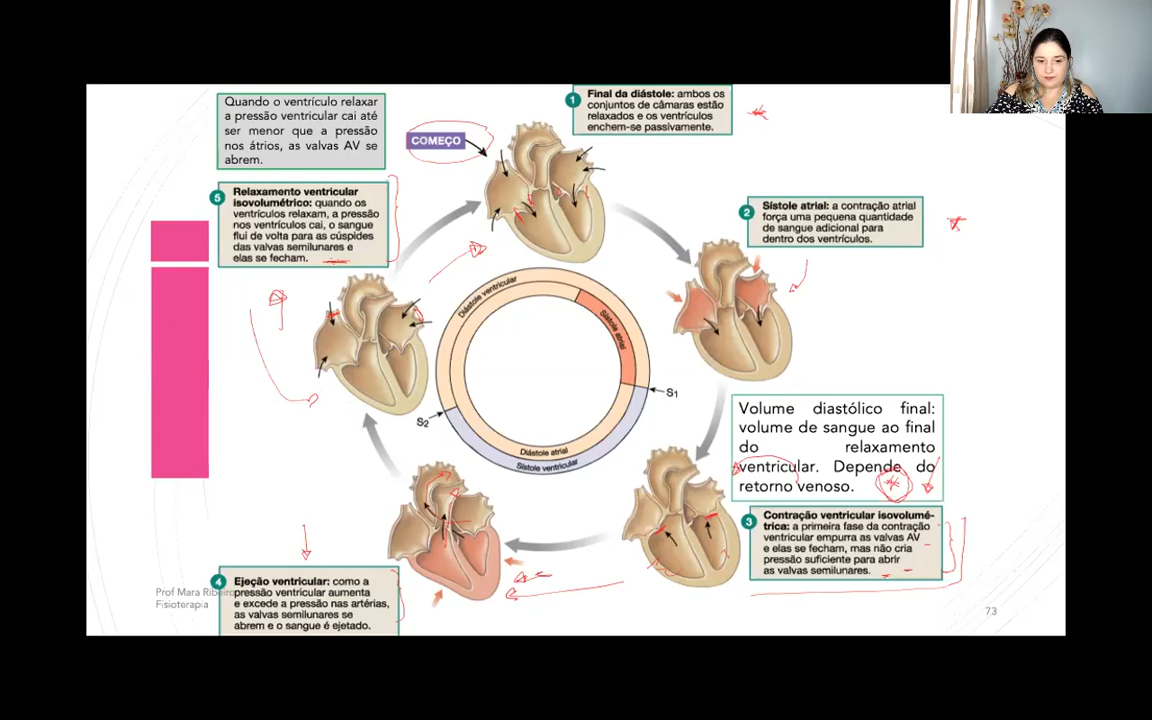 Quando o ventrículo relaxar
a pressão ventricular cai até
ser menor que a pressão
nos átrios, as valvas AV se
abrem.
COMEÇO
1
Final da diástole: ambos os
conjuntos de câmaras estão
relaxados e os ventrículos
enchem-se passivamente.
5
Relaxamento ventricular
isovolumétrico: quando os
ventrículos relaxam, a pressão
nos ventrículos cai, o sangue
flui de volta para as cúspides
das valvas semilunares e
elas se fecham.
2
Sístole atrial: a contração atrial
força uma pequena quantidade
de sangue adicional para
dentro dos ventrículos.
Diástole ventricular
Sístole atrial
S1
S2
Diástole atrial
Sístole ventricular
Volume diastólico final:
volume de sangue ao final
do relaxamento
ventricular. Depende do
retorno venoso.
3
Contração ventricular isovolumé-
trica: a primeira fase da contração
ventricular empurra as valvas AV
e elas se fecham, mas não cria
pressão suficiente para abrir
as valvas semilunares.
4
Ejeção ventricular: como a
pressão ventricular aumenta
e excede a pressão nas artérias,
as valvas semilunares se
abrem e o sangue é ejetado.
Prof Mara Ribeiro
Fisioterapia
73